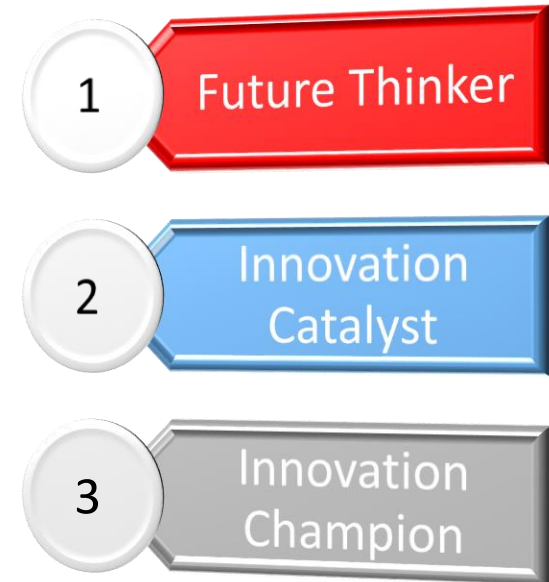 1
Future Thinker
2
Innovation
Catalyst
3
Innovation
Champion